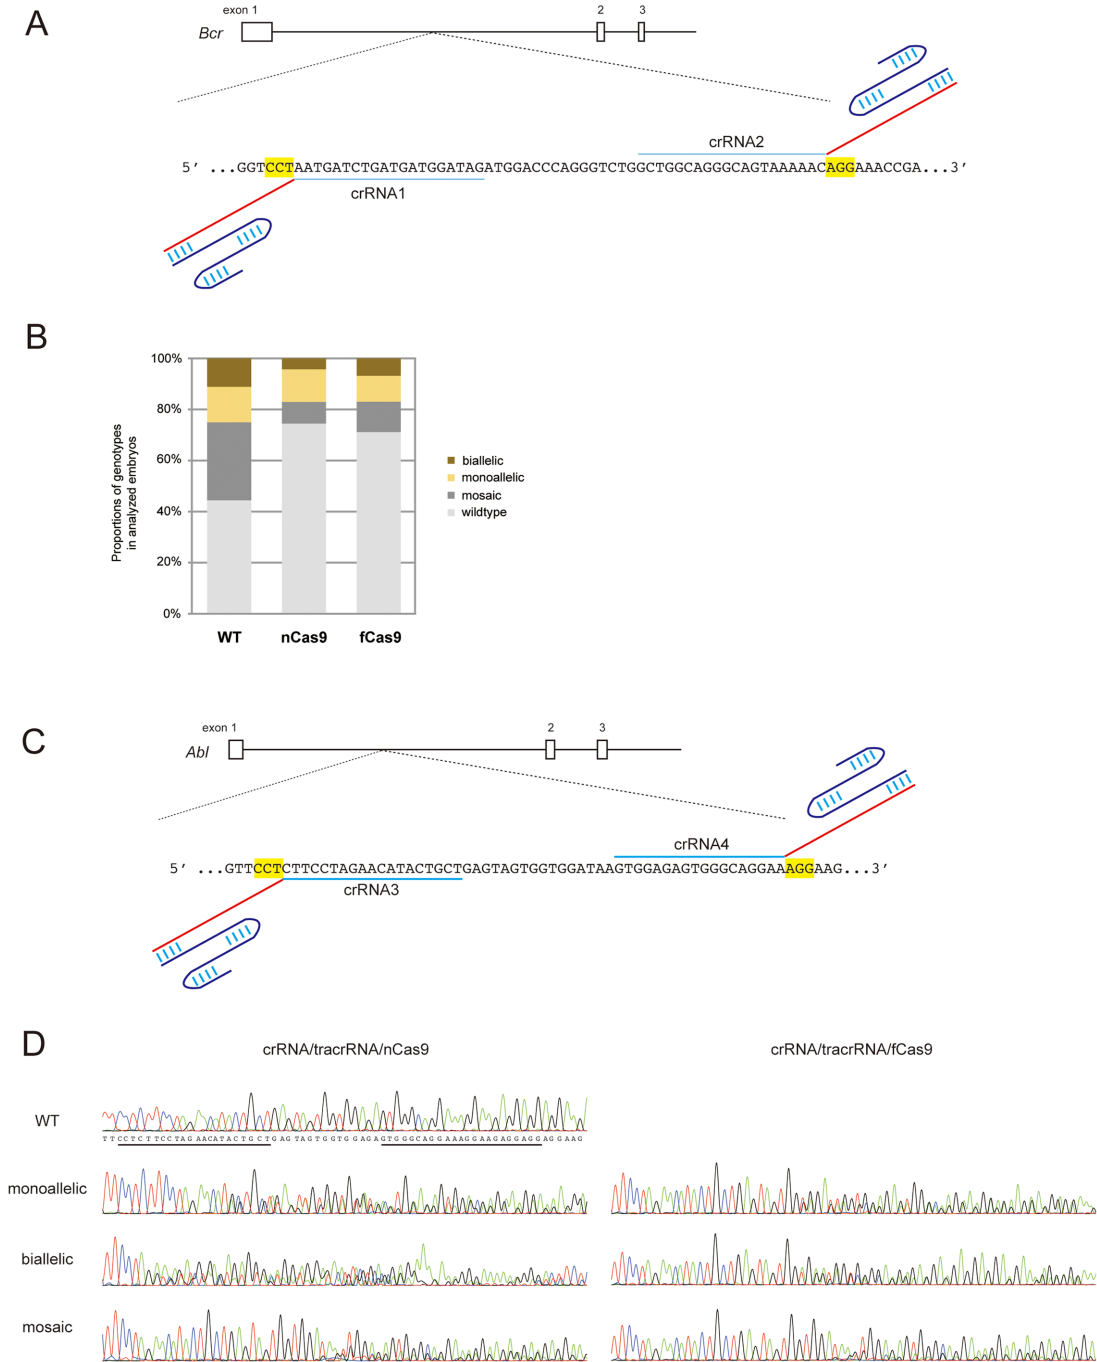 A
exon 1
2
3
Bcr
crRNA2
5’ ...GGTCCTAATGATCTGATGATGGATAGATGGACCCAGGGTCTGGCTGGCAGGGCAGTAAAAACAGGAAACCGA...3’
crRNA1
B
100%
80%
60%
40%
20%
0%
Proportions of genotypes
in analyzed embryos
biallelic
monoallelic
mosaic
wildtype
WT nCas9 fCas9
C
exon 1
2
3
Abl
crRNA4
5’ ...GTTCCTCTTCCTAGAACATACTGCTGAGTAGTGGTGGATAAGTGGAGAGTGGGCAGGAAAGGAAG...3’
crRNA3
D
crRNA/tracrRNA/nCas9 crRNA/tracrRNA/fCas9
WT
TTCCTCTTCCTAGAACATACTGCTGAGTAGTGGTGGAGAGTGGGCAGGAAAGGAAGAGGAGGAGGAAG
monoallelic
biallelic
mosaic